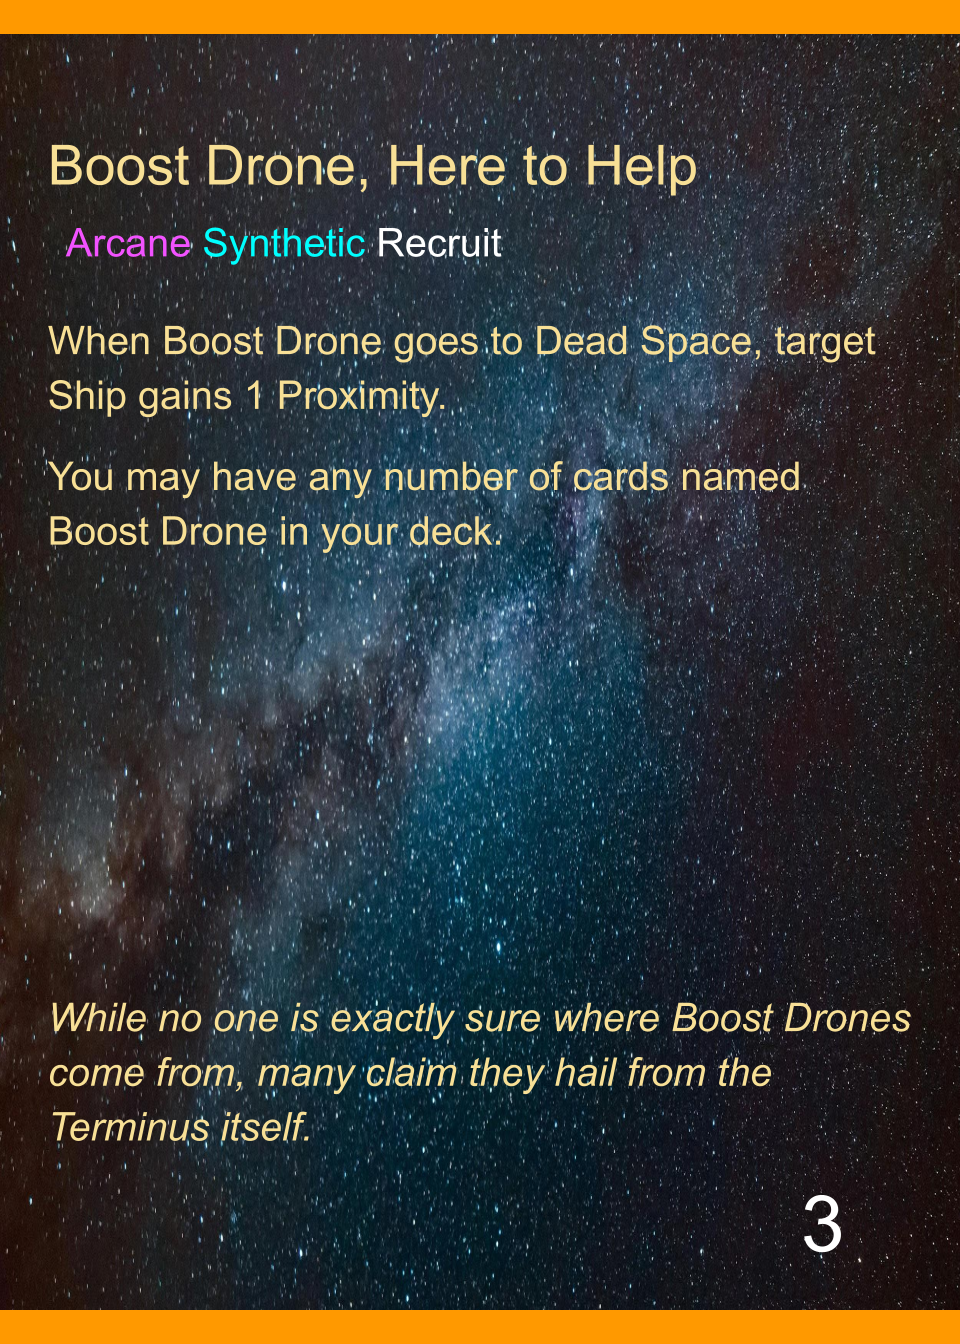 Boost Drone, Here to Help
Arcane Synthetic Recruit
When Boost Drone goes to Dead Space, target
Ship gains 1 Proximity.
You may have any number of cards named
Boost Drone in your deck.
While no one is exactly sure where Boost Drones
come from, many claim they hail from the
Terminus itself.
3